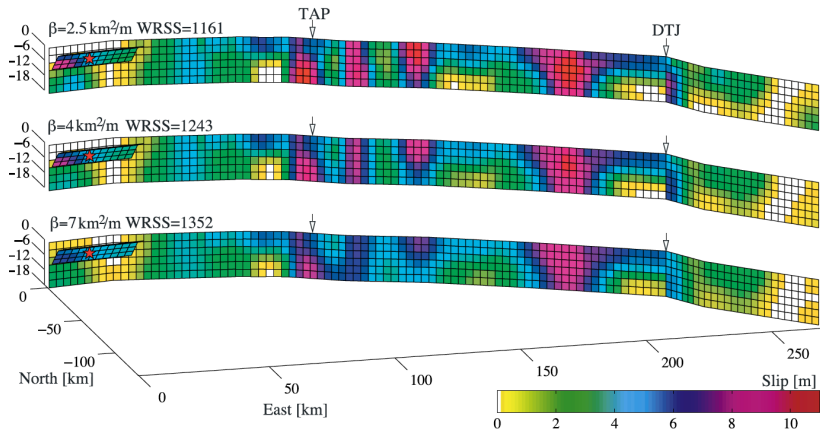 TAP
DTJ
β=2.5 km²/m WRSS=1161
0
−6
−12
−18
β=4 km²/m WRSS=1243
0
−6
−12
−18
β=7 km²/m WRSS=1352
0
−6
−12
−18
0
−50
−100
North [km]
0
50
100
150
200
250
East [km]
Slip [m]
0 2 4 6 8 10